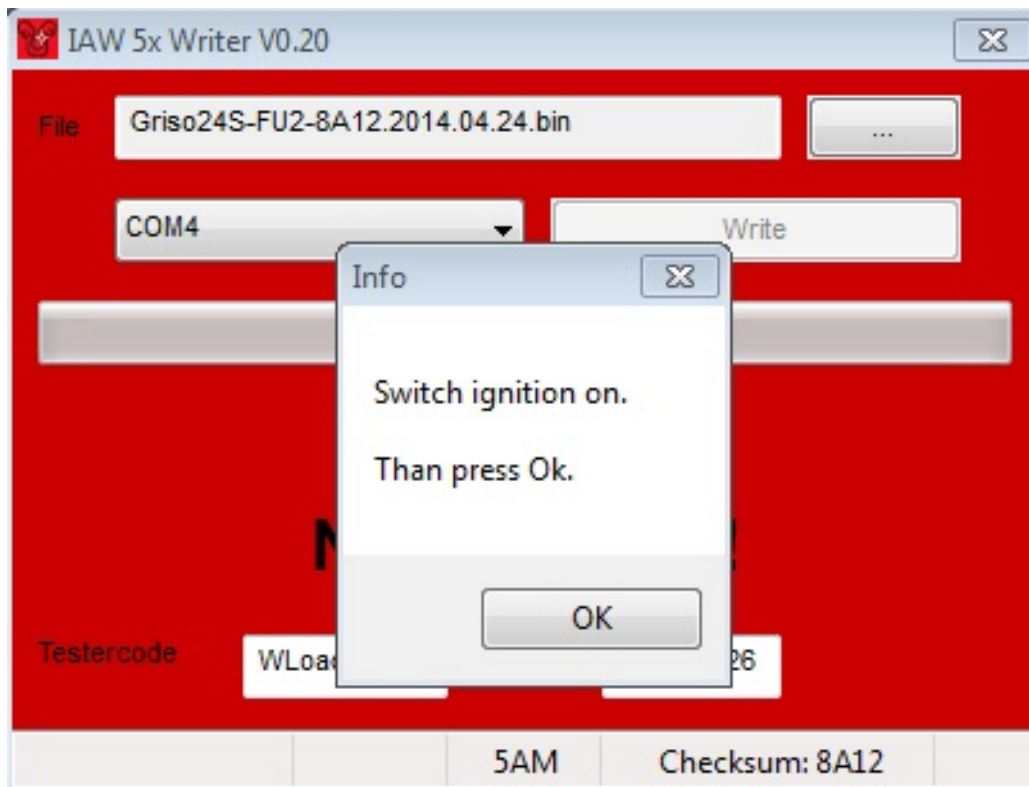 IAW 5x Writer V0.20
File Griso24S-FU2-8A12.2014.04.24.bin ...
COM4 Write
Info
Switch ignition on.
Than press Ok.
OK
Testercode
5AM Checksum: 8A12